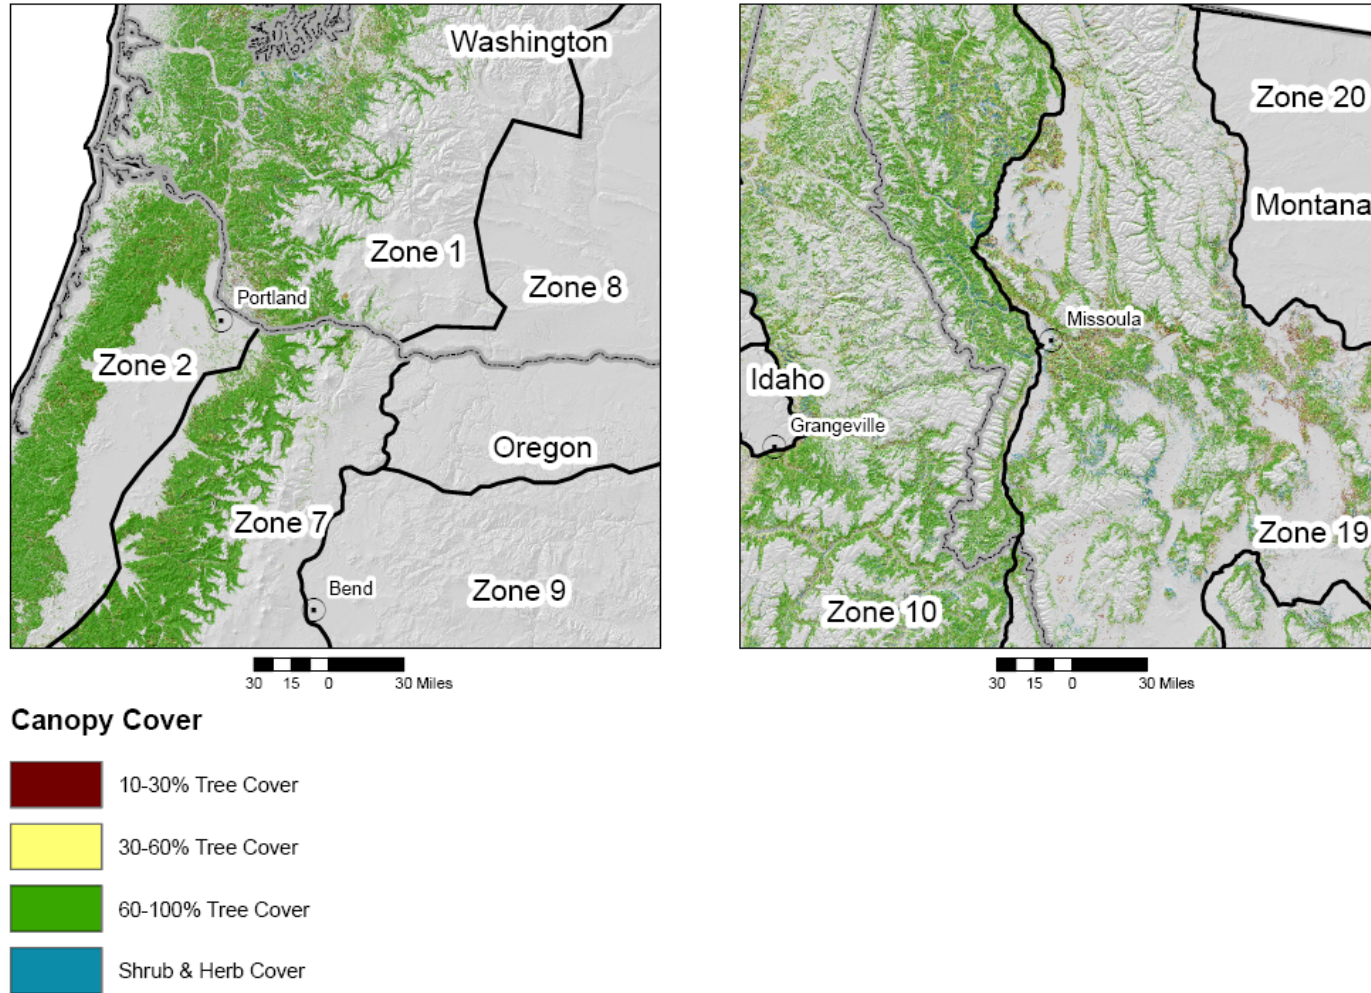 Washington
Zone 1
Zone 8
Portland
Zone 2
Oregon
Zone 7
Bend
Zone 9
30 15 0 30 Miles
Zone 20
Montana
Missoula
Idaho
Grangeville
Zone 19
Zone 10
30 15 0 30 Miles
Canopy Cover
10-30% Tree Cover
30-60% Tree Cover
60-100% Tree Cover
Shrub & Herb Cover